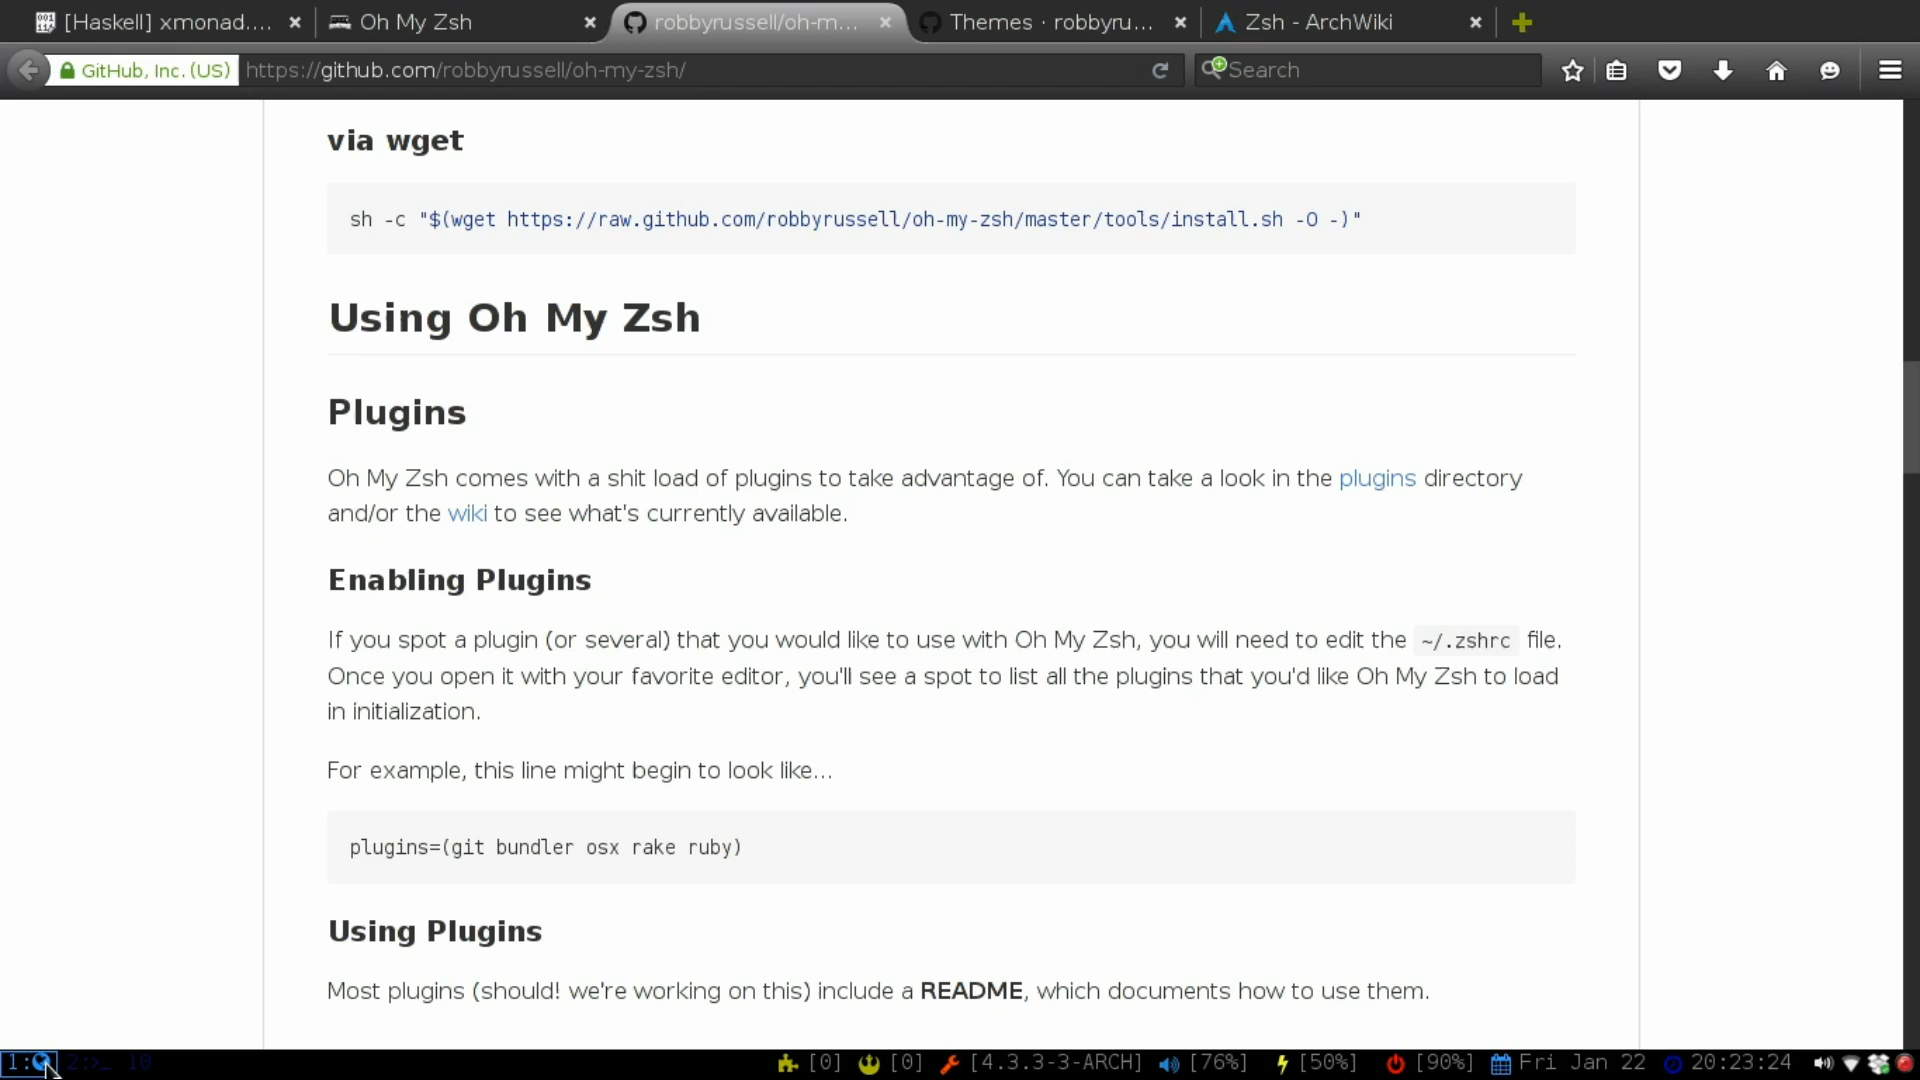 [Haskell] xmonad.... Oh My Zsh robbyrussell/oh-m... Themes · robbyru... Zsh - ArchWiki
GitHub, Inc. (US) https://github.com/robbyrussell/oh-my-zsh/ Search
via wget
sh -c "$(wget https://raw.github.com/robbyrussell/oh-my-zsh/master/tools/install.sh -O -)"
Using Oh My Zsh
Plugins
Oh My Zsh comes with a shit load of plugins to take advantage of. You can take a look in the plugins directory
and/or the wiki to see what's currently available.
Enabling Plugins
If you spot a plugin (or several) that you would like to use with Oh My Zsh, you will need to edit the ~/.zshrc file.
Once you open it with your favorite editor, you'll see a spot to list all the plugins that you'd like Oh My Zsh to load
in initialization.
For example, this line might begin to look like...
plugins=(git bundler osx rake ruby)
Using Plugins
Most plugins (should! we're working on this) include a README, which documents how to use them.
1: 2:>_ 10 [0] [0] [4.3.3-3-ARCH] [76%] [50%] [90%] Fri Jan 22 20:23:24